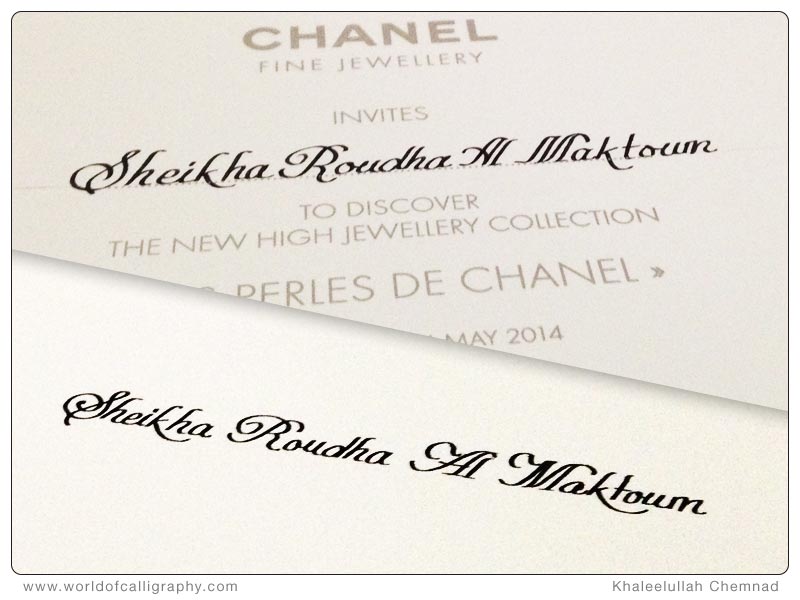 CHANEL
FINE JEWELLERY
INVITES
Sheikha Roudha Al Maktoum
TO DISCOVER
THE NEW HIGH JEWELLERY COLLECTION
PERLES DE CHANEL »
MAY 2014
Sheikha Roudha Al Maktoum
www.worldofcalligraphy.com
Khaleelullah Chemnad